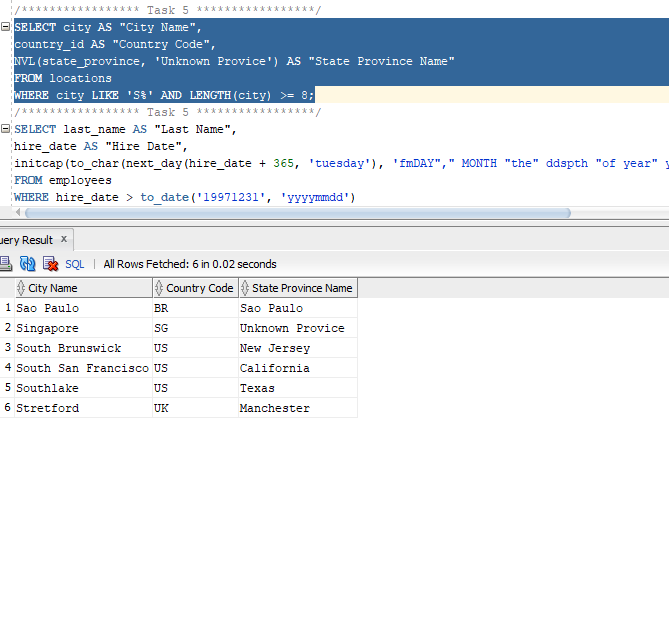 /***************** Task 5 *****************/
SELECT city AS "City Name",
country_id AS "Country Code",
NVL(state_province, 'Unknown Provice') AS "State Province Name"
FROM locations
WHERE city LIKE 'S%' AND LENGTH(city) >= 8;
/***************** Task 5 *****************/
SELECT last_name AS "Last Name",
hire_date AS "Hire Date",
initcap(to_char(next_day(hire_date + 365, 'tuesday'), 'fmDAY"," MONTH "the" ddspth "of year" y
FROM employees
WHERE hire_date > to_date('19971231', 'yyyymmdd')
uery Result x
SQL | All Rows Fetched: 6 in 0.02 seconds
City Name Country Code State Province Name
1 Sao Paulo BR Sao Paulo
2 Singapore SG Unknown Provice
3 South Brunswick US New Jersey
4 South San Francisco US California
5 Southlake US Texas
6 Stretford UK Manchester